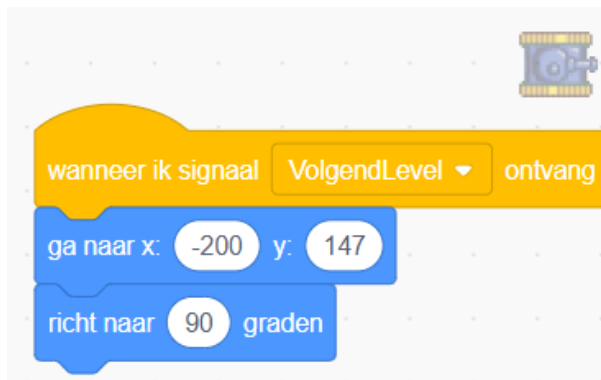 wanneer ik signaal VolgendLevel ontvang
ga naar x: -200 y: 147
richt naar 90 graden